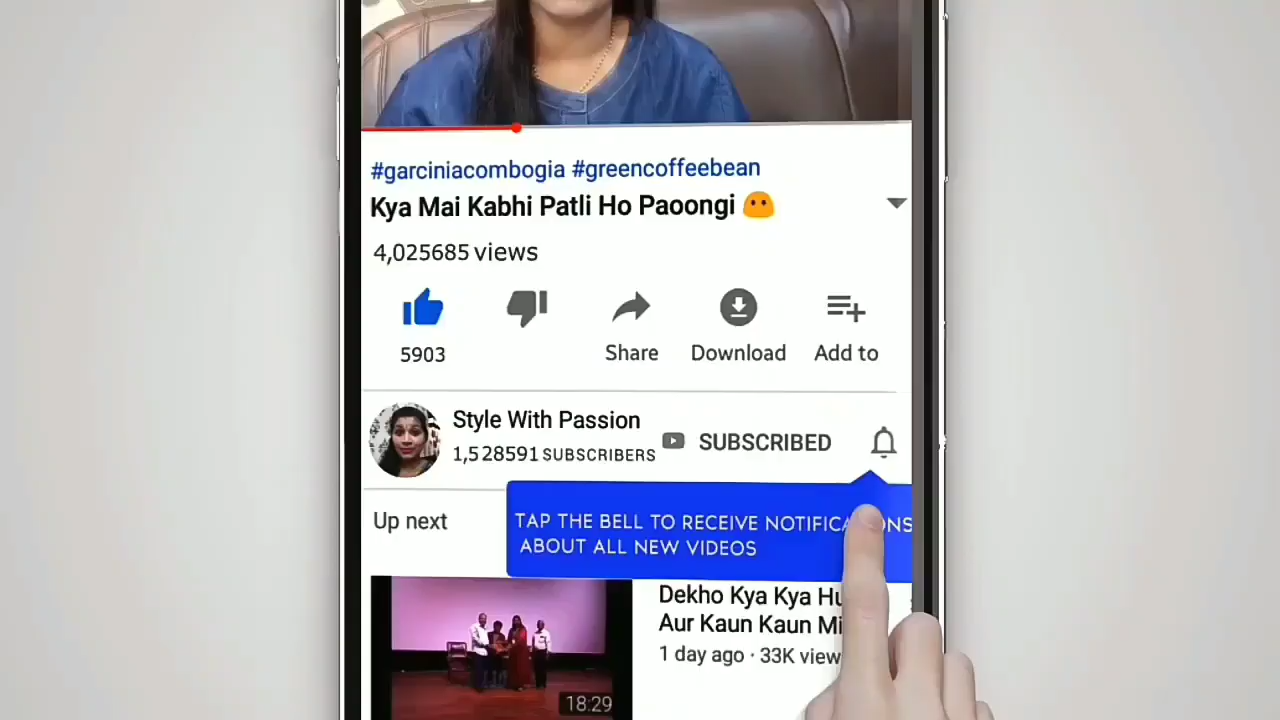 #garciniacombogia #greencoffeebean
Kya Mai Kabhi Patli Ho Paoongi
4,025685 views
5903
Share
Download
Add to
Style With Passion
1,528591 SUBSCRIBERS
SUBSCRIBED
Up next
TAP THE BELL TO RECEIVE
ABOUT ALL NEW VIDEOS
Dekho Kya Kya
Aur Kaun Kaun
1 day ago · 33K
18:29